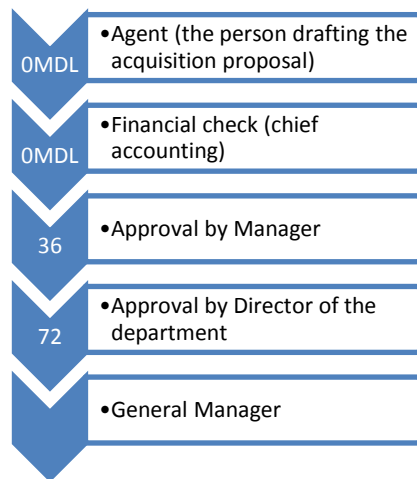 0MDL
•Agent (the person drafting the
acquisition proposal)
0MDL
•Financial check (chief
accounting)
36
•Approval by Manager
72
•Approval by Director of the
department
•General Manager